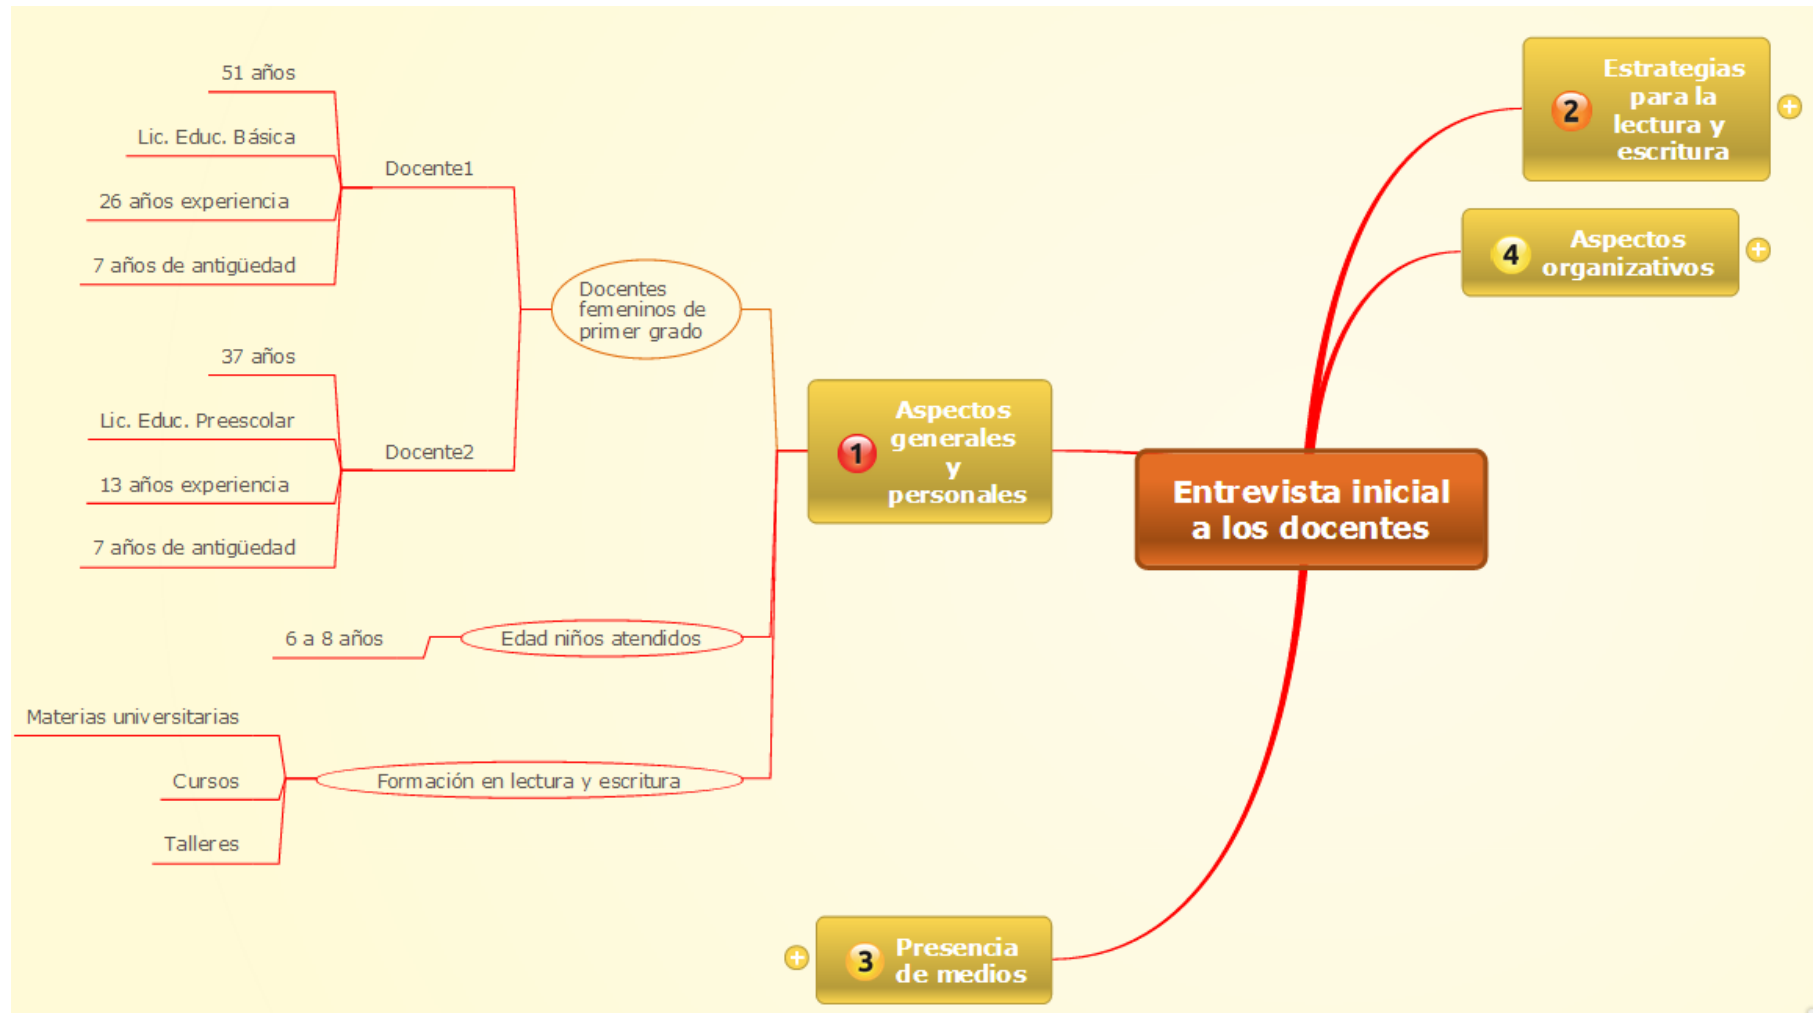 Entrevista inicial
a los docentes
1
Aspectos
generales
y
personales
Docentes
femeninos de
primer grado
Docente1
51 años
Lic. Educ. Básica
26 años experiencia
7 años de antigüedad
Docente2
37 años
Lic. Educ. Preescolar
13 años experiencia
7 años de antigüedad
Edad niños atendidos
6 a 8 años
Formación en lectura y escritura
Materias universitarias
Cursos
Talleres
2
Estrategias
para la
lectura y
escritura
3
Presencia
de medios
4
Aspectos
organizativos